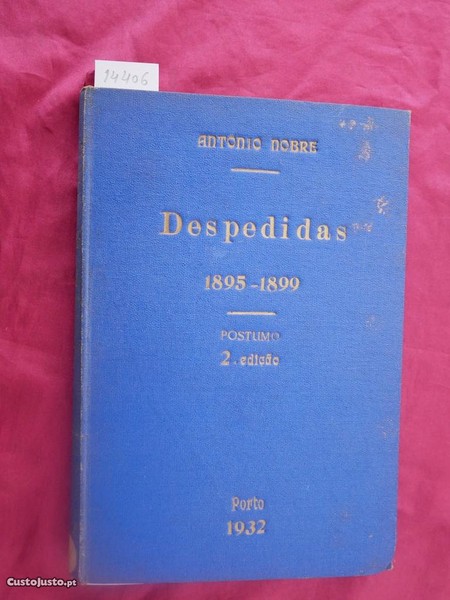 14406
ANTÓNIO NOBRE
Despedidas
1895-1899
POSTUMO
2. edição
Porto
1932
CustoJusto.pt